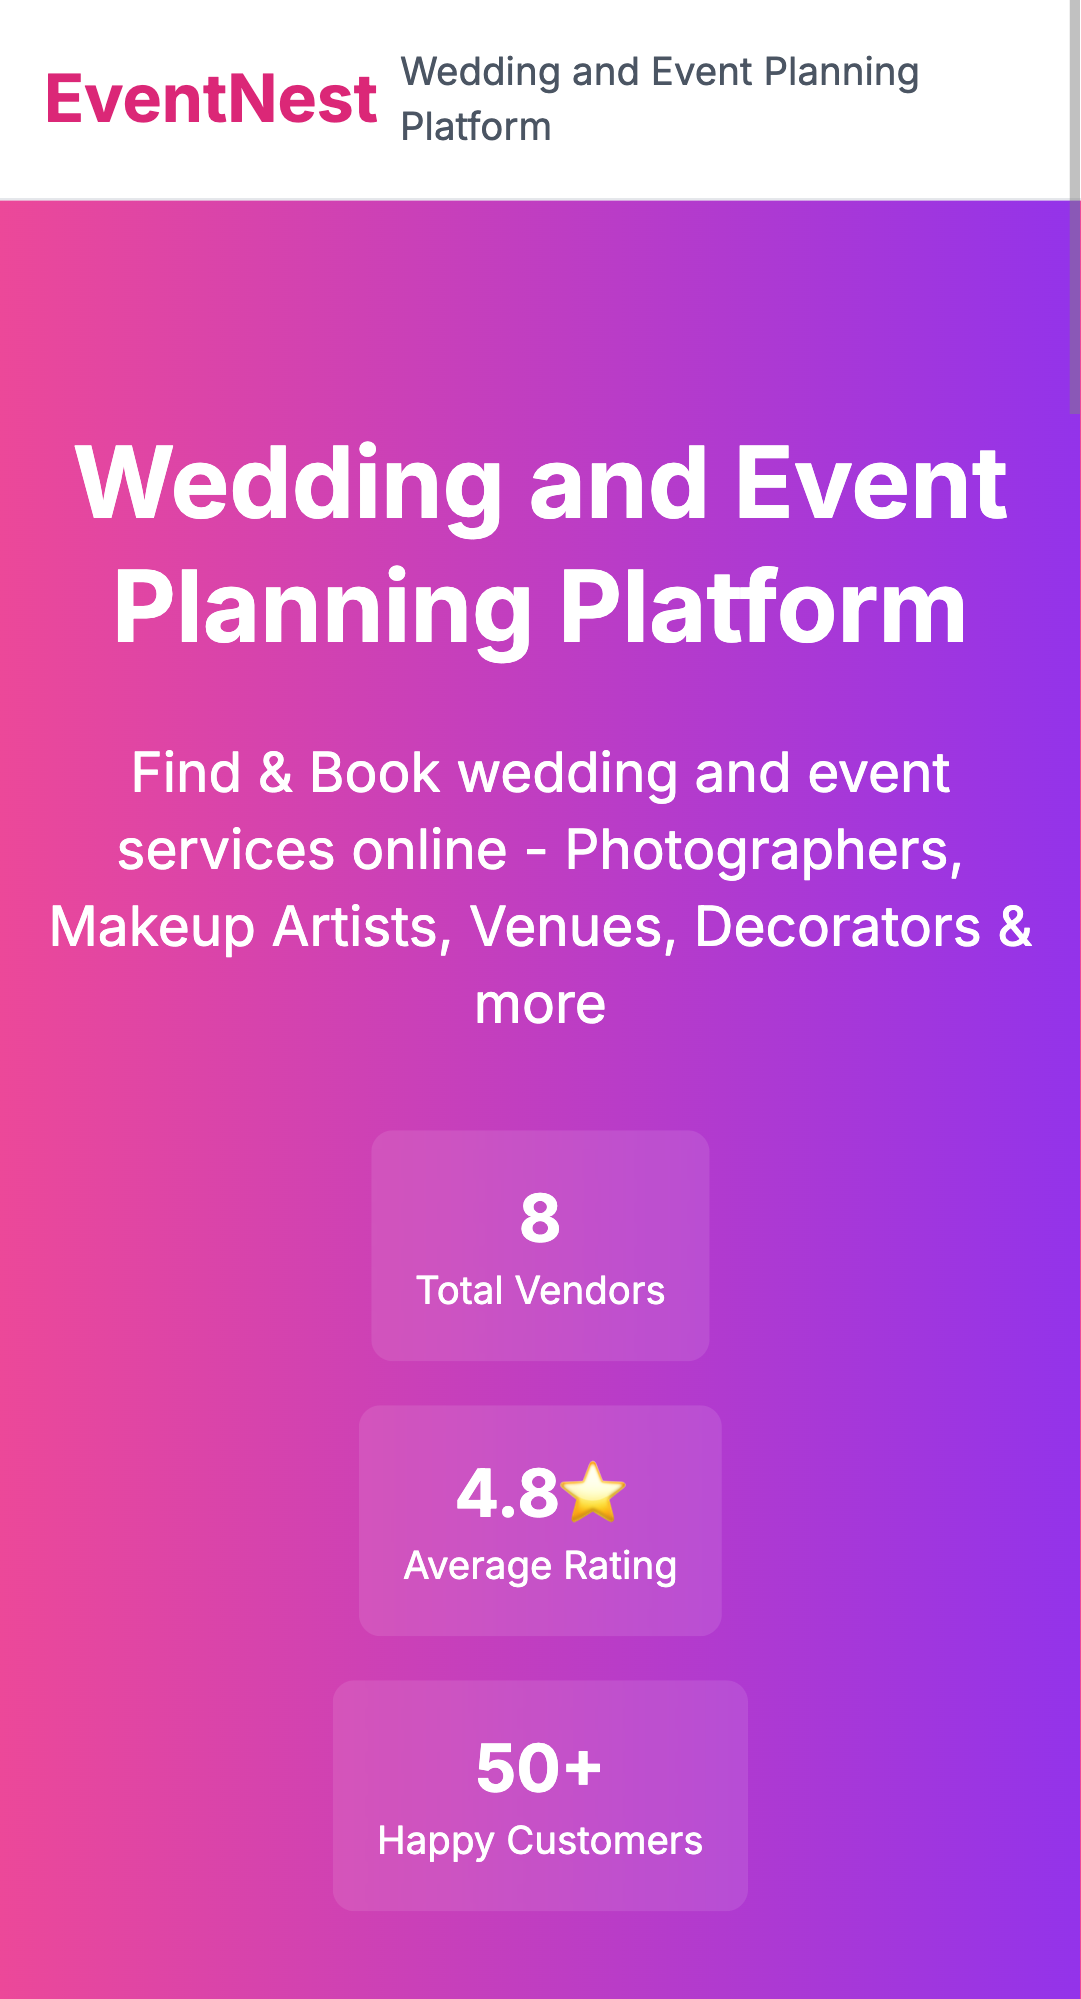 EventNest
Wedding and Event Planning
Platform
Wedding and Event
Planning Platform
Find & Book wedding and event
services online - Photographers,
Makeup Artists, Venues, Decorators &
more
8
Total Vendors
4.8⭐
Average Rating
50+
Happy Customers